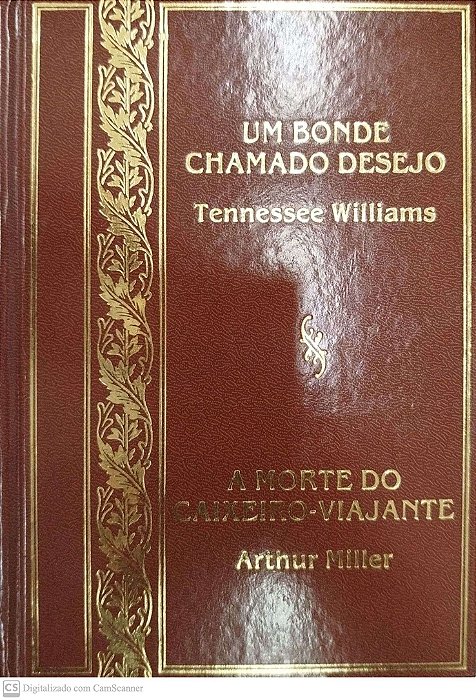 UM BONDE
CHAMADO DESEJO
Tennessee Williams
A MORTE DO
CAIXEIRO-VIAJANTE
Arthur Miller
CS Digitalizado com CamScanner